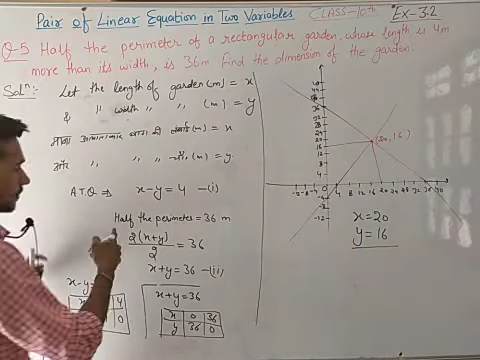 Pair of Linear Equation in Two Variables CLASS-10th Ex-3.2
Q-5 Half the perimeter of a rectangular garden, whose length is 4m
more than its width, is 36m find the dimension of the garden.
Solⁿ: Let the length of garden (m) = x
& " width " " (m) = y
माना आयताकार बाग की लंबाई (m) = x
और " " " (m) = y
A.T.Q ⇒ x-y=4 -(i)
Half the perimeter = 36 m
2(x+y)/2 = 36
x+y=36 -(ii)
x-y=
4
0
x+y=36
x 0 36
y 36 0
(20,16)
x=20
y=16